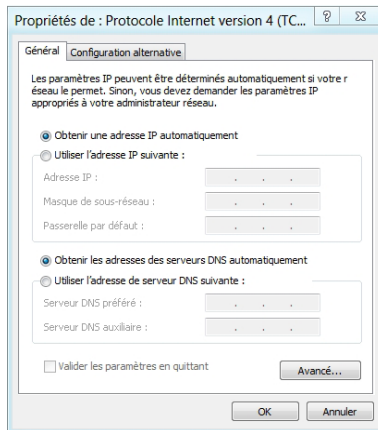 Propriétés de : Protocole Internet version 4 (TC...
Général
Configuration alternative
Les paramètres IP peuvent être déterminés automatiquement si votre r
éseau le permet. Sinon, vous devez demander les paramètres IP
appropriés à votre administrateur réseau.
Obtenir une adresse IP automatiquement
Utiliser l'adresse IP suivante :
Adresse IP :
Masque de sous-réseau :
Passerelle par défaut :
Obtenir les adresses des serveurs DNS automatiquement
Utiliser l'adresse de serveur DNS suivante :
Serveur DNS préféré :
Serveur DNS auxiliaire :
Valider les paramètres en quittant
Avancé...
OK
Annuler